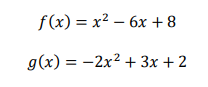 f(x) = x² − 6x + 8
g(x) = −2x² + 3x + 2